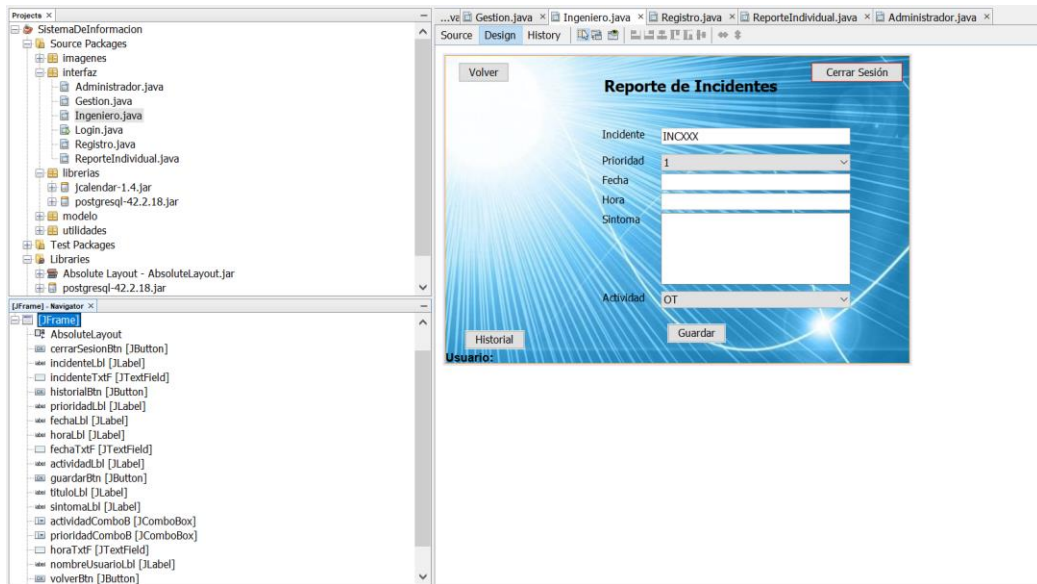 Projects
SistemaDeInformacion
Source Packages
imagenes
interfaz
Administrador.java
Gestion.java
Ingeniero.java
Login.java
Registro.java
ReporteIndividual.java
librerias
jcalendar-1.4.jar
postgresql-42.2.18.jar
modelo
utilidades
Test Packages
Libraries
Absolute Layout - AbsoluteLayout.jar
postgresql-42.2.18.jar
[JFrame] - Navigator
[JFrame]
AbsoluteLayout
cerrarSesionBtn [JButton]
incidenteLbl [JLabel]
incidenteTxtF [JTextField]
historialBtn [JButton]
prioridadLbl [JLabel]
fechaLbl [JLabel]
horaLbl [JLabel]
fechaTxtF [JTextField]
actividadLbl [JLabel]
guardarBtn [JButton]
tituloLbl [JLabel]
sintomaLbl [JLabel]
actividadComboB [JComboBox]
prioridadComboB [JComboBox]
horaTxtF [JTextField]
nombreUsuarioLbl [JLabel]
volverBtn [JButton]
...va Gestion.java Ingeniero.java Registro.java ReporteIndividual.java Administrador.java
Source Design History
Volver Cerrar Sesión
Reporte de Incidentes
Incidente INCXXX
Prioridad 1
Fecha
Hora
Sintoma
Actividad OT
Historial Guardar
Usuario: